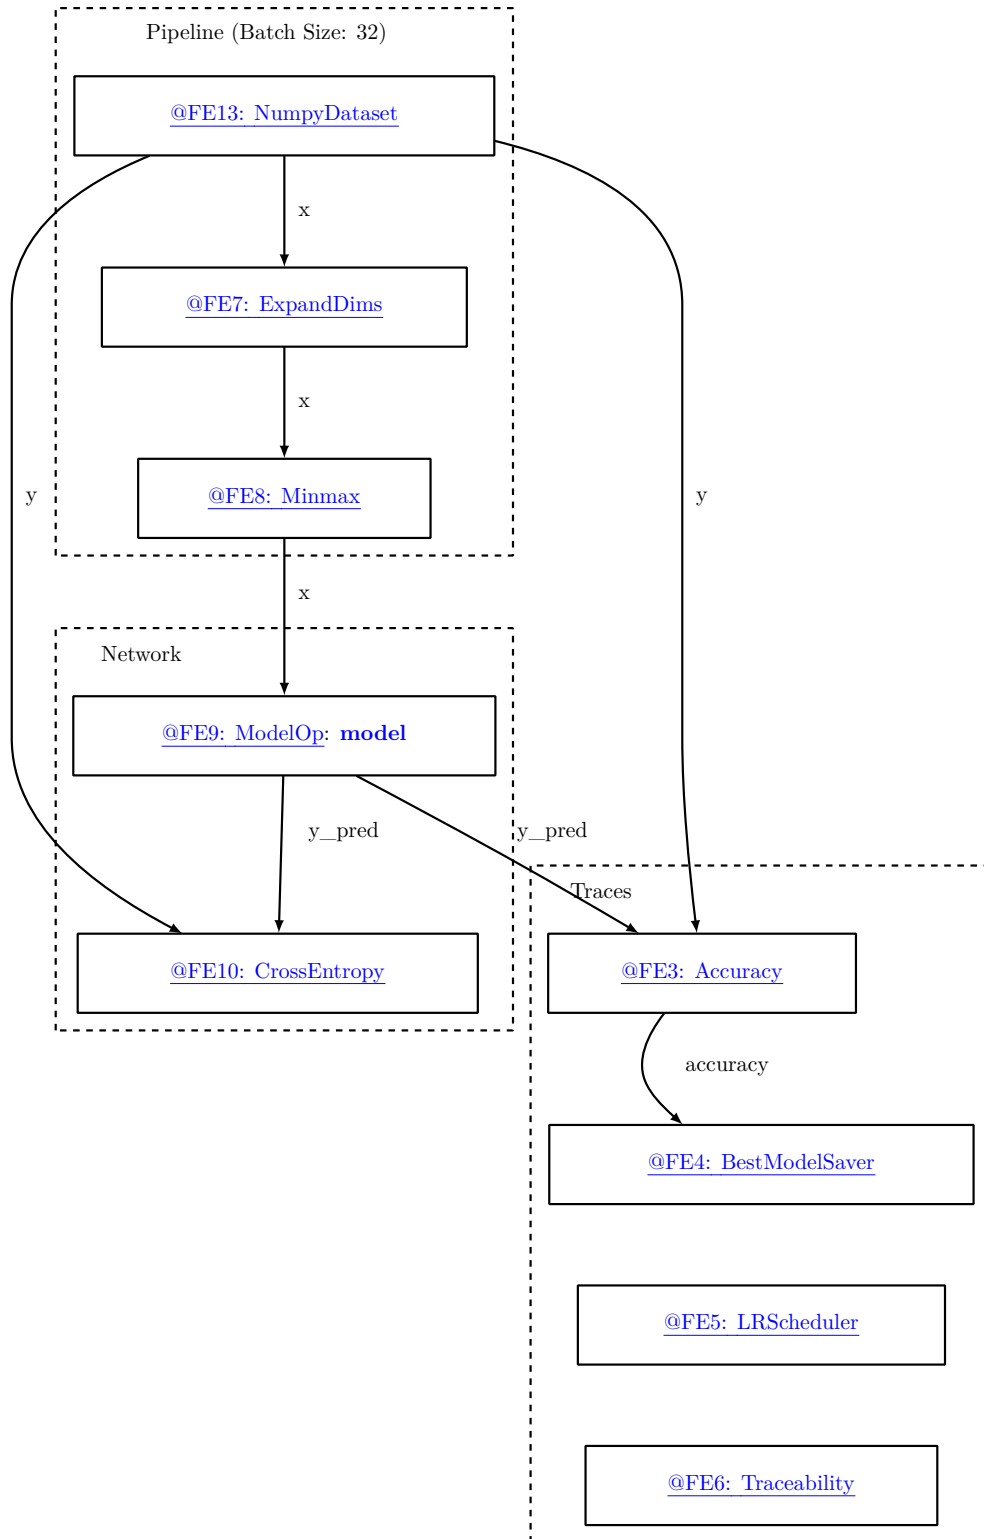 Pipeline (Batch Size: 32)
@FE13: NumpyDataset
x
@FE7: ExpandDims
x
y
@FE8: Minmax
y
x
Network
@FE9: ModelOp: model
y_pred
y_pred
Traces
@FE10: CrossEntropy
@FE3: Accuracy
accuracy
@FE4: BestModelSaver
@FE5: LRScheduler
@FE6: Traceability